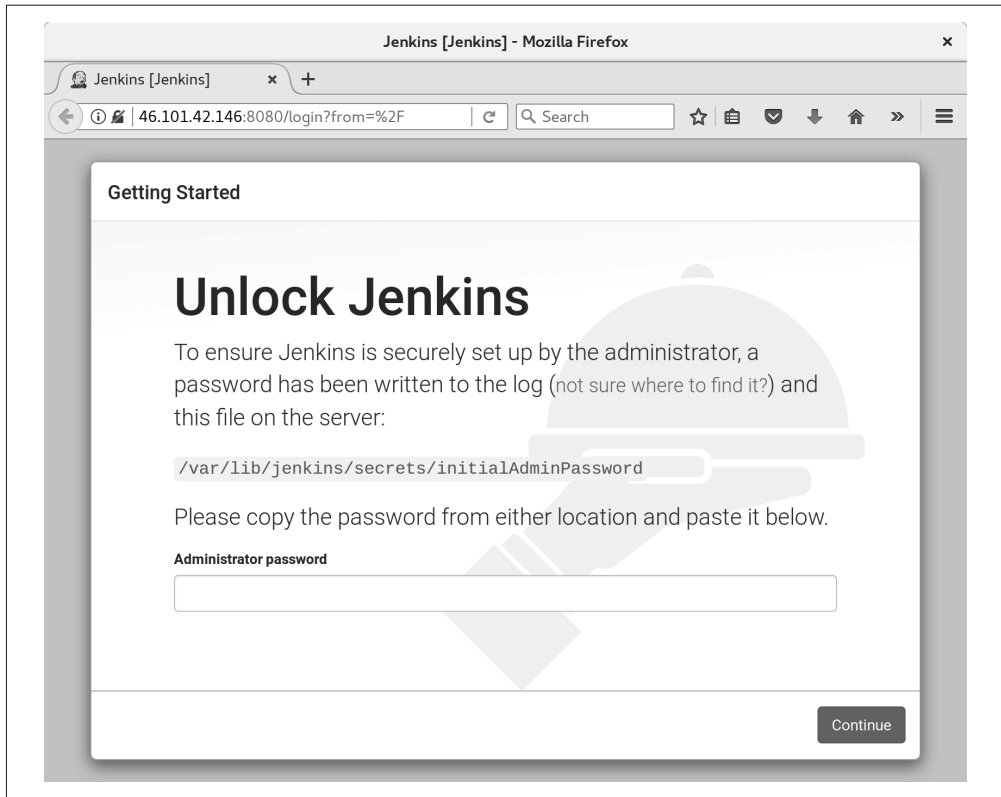 Jenkins [Jenkins] - Mozilla Firefox
Jenkins [Jenkins]
46.101.42.146:8080/login?from=%2F
Search
Getting Started
Unlock Jenkins
To ensure Jenkins is securely set up by the administrator, a
password has been written to the log (not sure where to find it?) and
this file on the server:
/var/lib/jenkins/secrets/initialAdminPassword
Please copy the password from either location and paste it below.
Administrator password
Continue